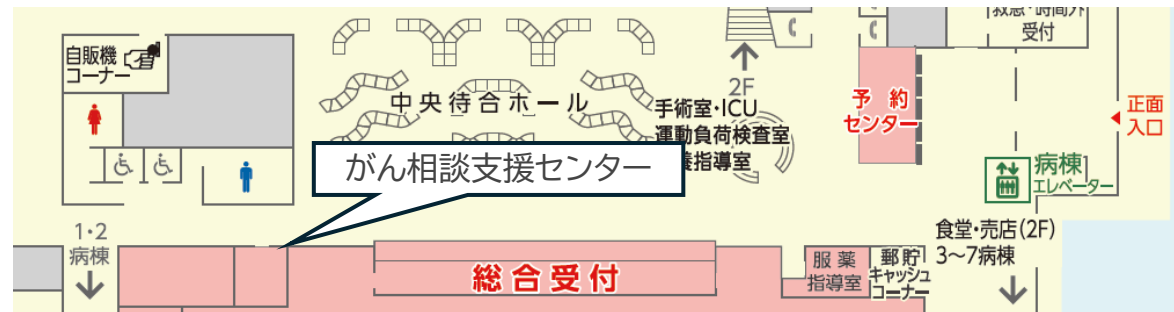 救急・時間外
受付
自販機
コーナー
2F
手術室・ICU
運動負荷検査室
養指導室
中央待合ホール
予約
センター
正面
入口
がん相談支援センター
病棟
エレベーター
1・2
病棟
食堂・売店(2F)
3〜7病棟
総合受付
服薬
指導室
郵貯
キャッシュ
コーナー